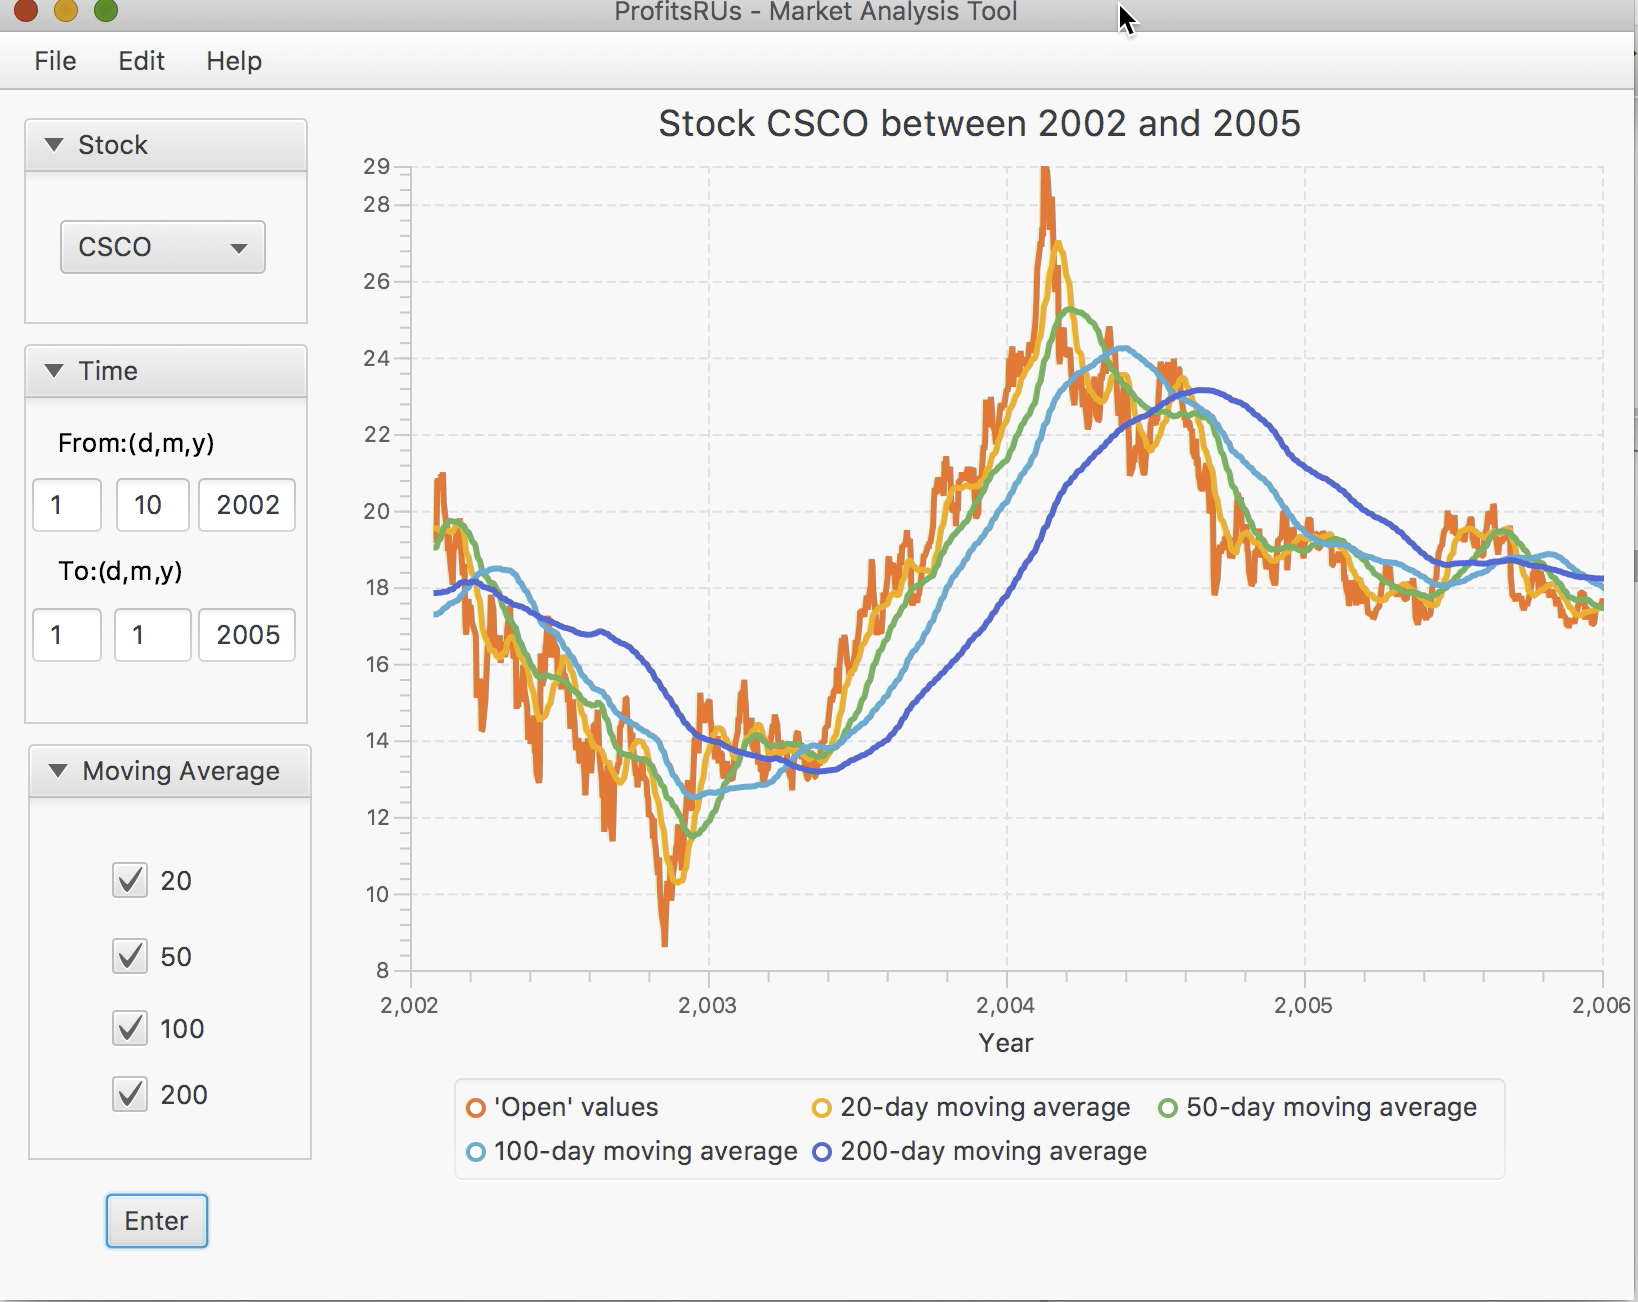 ProfitsRUs - Market Analysis Tool
File Edit Help
Stock
CSCO
Time
From:(d,m,y)
1 10 2002
To:(d,m,y)
1 1 2005
Moving Average
20
50
100
200
Enter
Stock CSCO between 2002 and 2005
29
28
26
24
22
20
18
16
14
12
10
8
2,002 2,003 2,004 2,005 2,006
Year
'Open' values 20-day moving average 50-day moving average
100-day moving average 200-day moving average